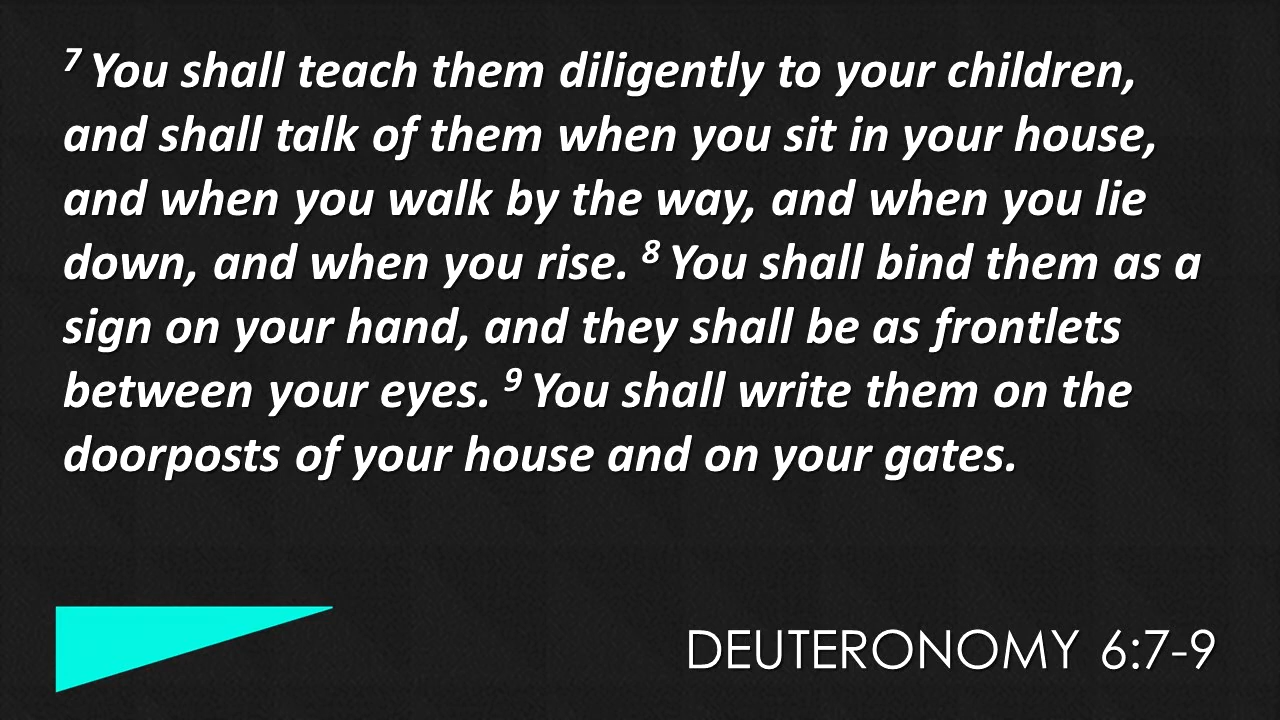 ⁷ You shall teach them diligently to your children,
and shall talk of them when you sit in your house,
and when you walk by the way, and when you lie
down, and when you rise. ⁸ You shall bind them as a
sign on your hand, and they shall be as frontlets
between your eyes. ⁹ You shall write them on the
doorposts of your house and on your gates.
DEUTERONOMY 6:7-9